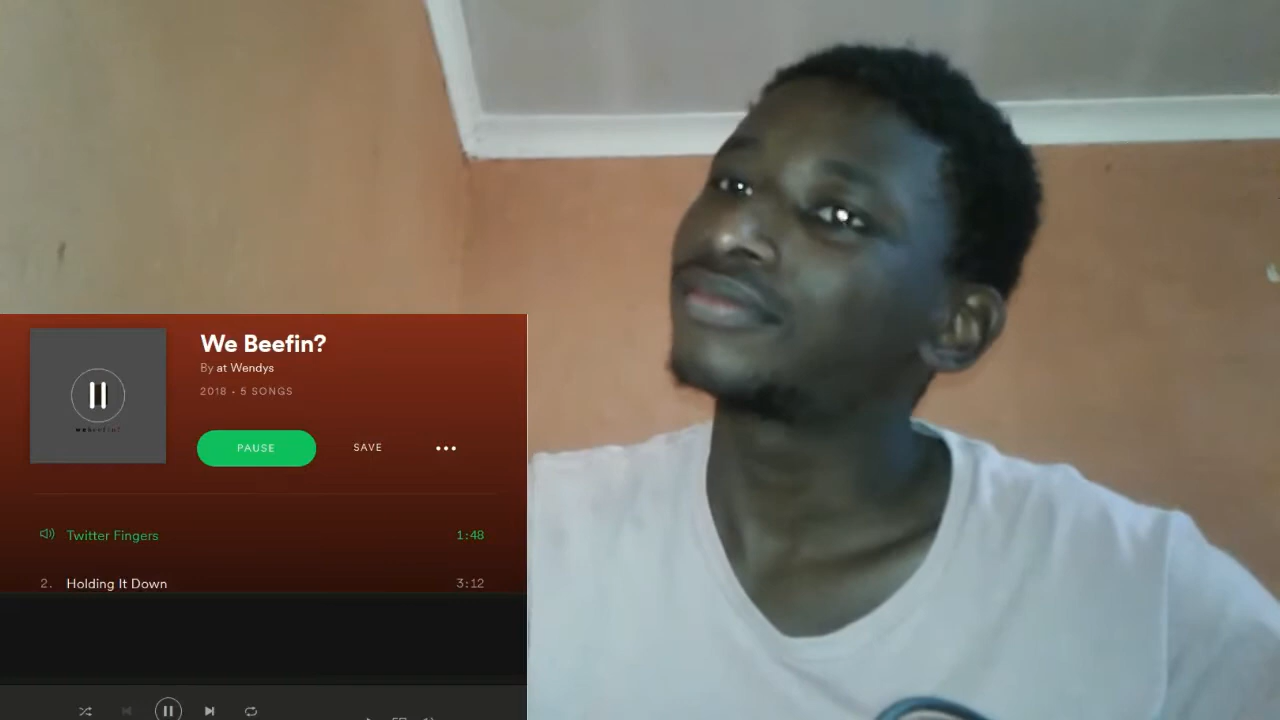 We Beefin?
By at Wendys
2018 • 5 SONGS
PAUSE
SAVE
webeefin?
Twitter Fingers 1:48
2. Holding It Down 3:12